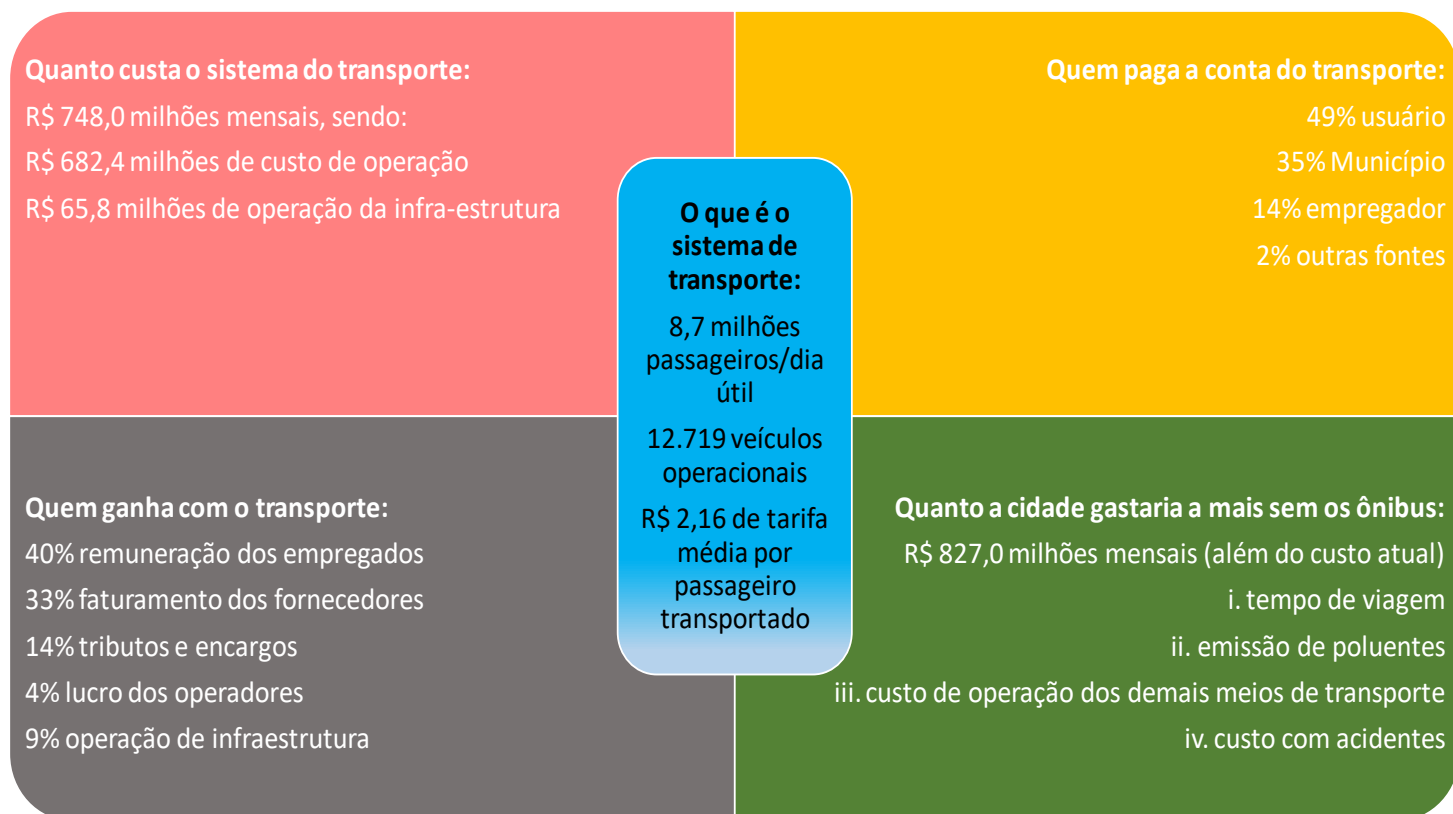 Quanto custa o sistema do transporte:
R$ 748,0 milhões mensais, sendo:
R$ 682,4 milhões de custo de operação
R$ 65,8 milhões de operação da infra-estrutura
Quem paga a conta do transporte:
49% usuário
35% Município
14% empregador
2% outras fontes
O que é o
sistema de
transporte:
8,7 milhões
passageiros/dia
útil
12.719 veículos
operacionais
R$ 2,16 de tarifa
média por
passageiro
transportado
Quem ganha com o transporte:
40% remuneração dos empregados
33% faturamento dos fornecedores
14% tributos e encargos
4% lucro dos operadores
9% operação de infraestrutura
Quanto a cidade gastaria a mais sem os ônibus:
R$ 827,0 milhões mensais (além do custo atual)
i. tempo de viagem
ii. emissão de poluentes
iii. custo de operação dos demais meios de transporte
iv. custo com acidentes